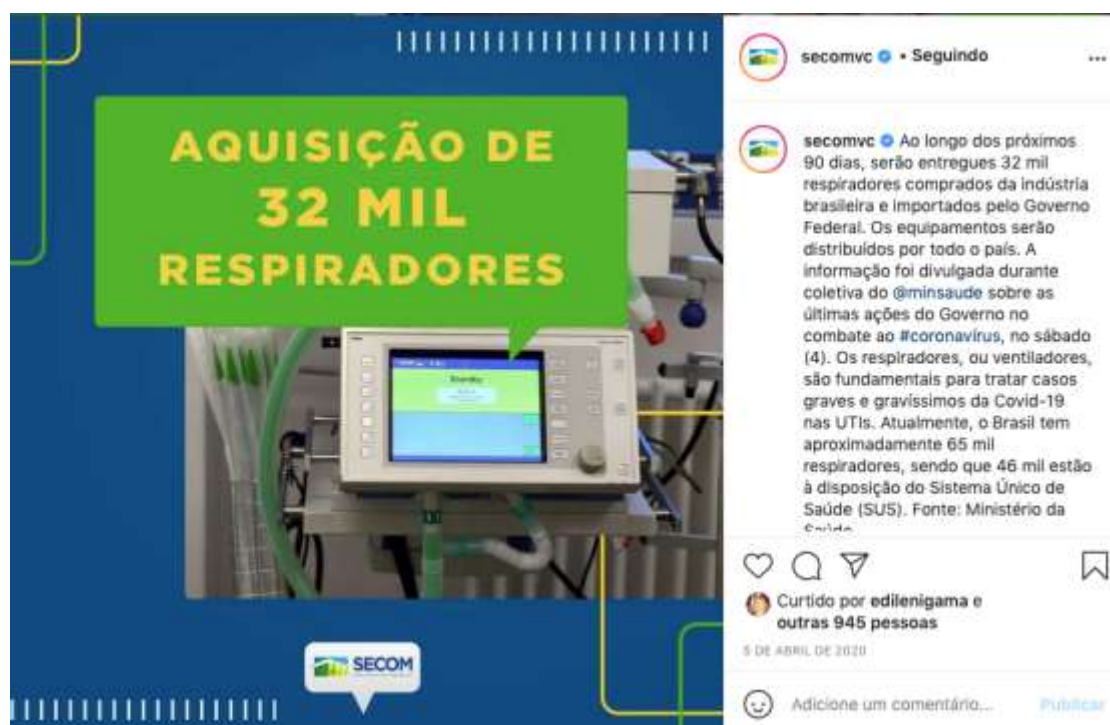 AQUISIÇÃO DE
32 MIL
RESPIRADORES
SECOM
secomvc • Seguindo
secomvc Ao longo dos próximos
90 dias, serão entregues 32 mil
respiradores comprados da indústria
brasileira e importados pelo Governo
Federal. Os equipamentos serão
distribuídos por todo o país. A
informação foi divulgada durante
coletiva do @minsaude sobre as
últimas ações do Governo no
combate ao #coronavírus, no sábado
(4). Os respiradores, ou ventiladores,
são fundamentais para tratar casos
graves e gravíssimos da Covid-19
nas UTIs. Atualmente, o Brasil tem
aproximadamente 65 mil
respiradores, sendo que 46 mil estão
à disposição do Sistema Único de
Saúde (SUS). Fonte: Ministério da
Saúde
Curtido por edilenigama e
outras 945 pessoas
5 DE ABRIL DE 2020
Adicione um comentário... Publicar